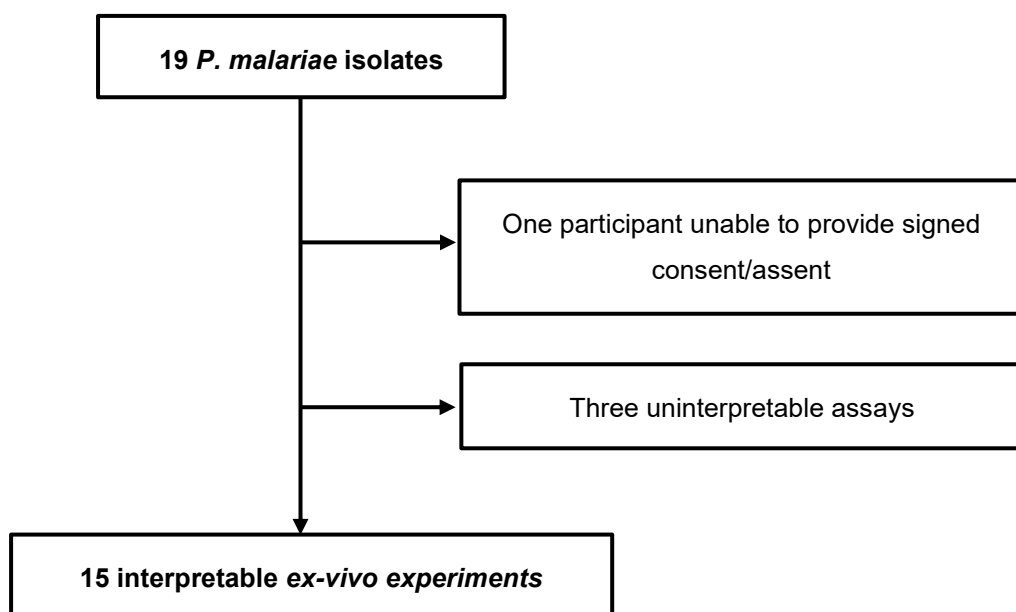 19 P. malariae isolates
One participant unable to provide signed
consent/assent
Three uninterpretable assays
15 interpretable ex-vivo experiments